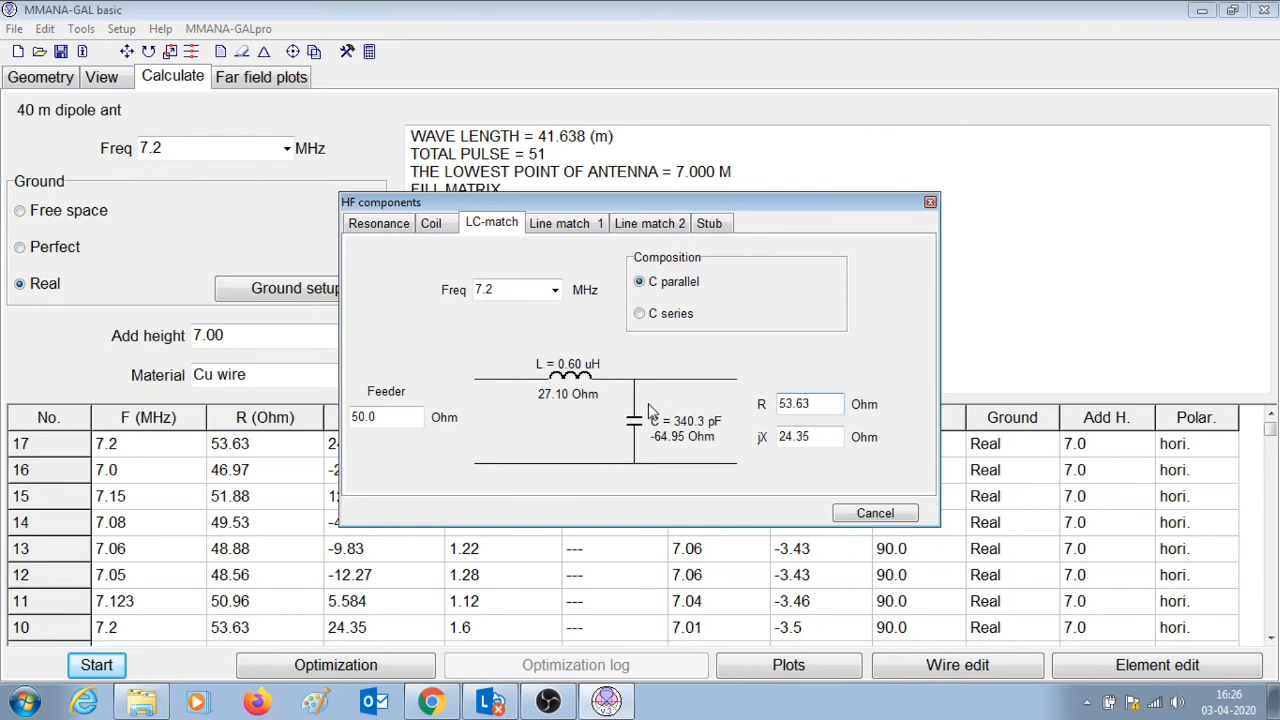 MMANA-GAL basic
File Edit Tools Setup Help MMANA-GALpro
Geometry View Calculate Far field plots
40 m dipole ant
Freq 7.2 MHz
Ground
Free space
Perfect
Real
Ground setup
Add height 7.00
Material Cu wire
WAVE LENGTH = 41.638 (m)
TOTAL PULSE = 51
THE LOWEST POINT OF ANTENNA = 7.000 M
FILL MATRIX
HF components
Resonance Coil LC-match Line match 1 Line match 2 Stub
Freq 7.2 MHz
Composition
C parallel
C series
L = 0.60 uH
27.10 Ohm
Feeder
50.0 Ohm
C = 340.3 pF
-64.95 Ohm
R 53.63 Ohm
jX 24.35 Ohm
Cancel
No. F (MHz) R (Ohm) Ground Add H. Polar.
17 7.2 53.63 Real 7.0 hori.
16 7.0 46.97 Real 7.0 hori.
15 7.15 51.88 Real 7.0 hori.
14 7.08 49.53 Real 7.0 hori.
13 7.06 48.88 -9.83 1.22 --- 7.06 -3.43 90.0 Real 7.0 hori.
12 7.05 48.56 -12.27 1.28 --- 7.06 -3.43 90.0 Real 7.0 hori.
11 7.123 50.96 5.584 1.12 --- 7.04 -3.46 90.0 Real 7.0 hori.
10 7.2 53.63 24.35 1.6 --- 7.01 -3.5 90.0 Real 7.0 hori.
Start Optimization Optimization log Plots Wire edit Element edit
16:26
03-04-2020